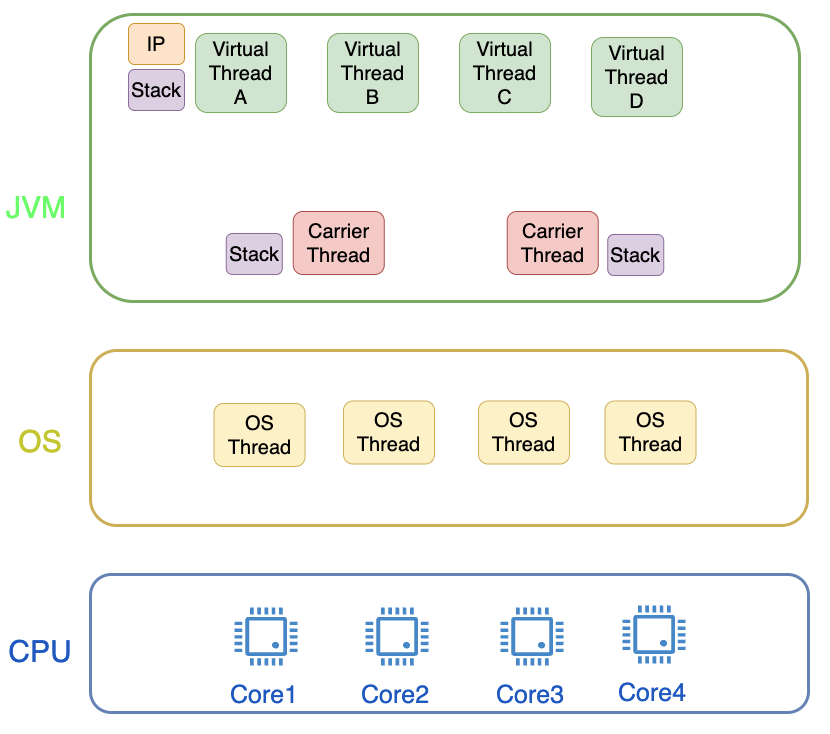 IP
Stack
Virtual
Thread
A
Virtual
Thread
B
Virtual
Thread
C
Virtual
Thread
D
JVM
Stack
Carrier
Thread
Carrier
Thread
Stack
OS
OS
Thread
OS
Thread
OS
Thread
OS
Thread
CPU
Core1
Core2
Core3
Core4